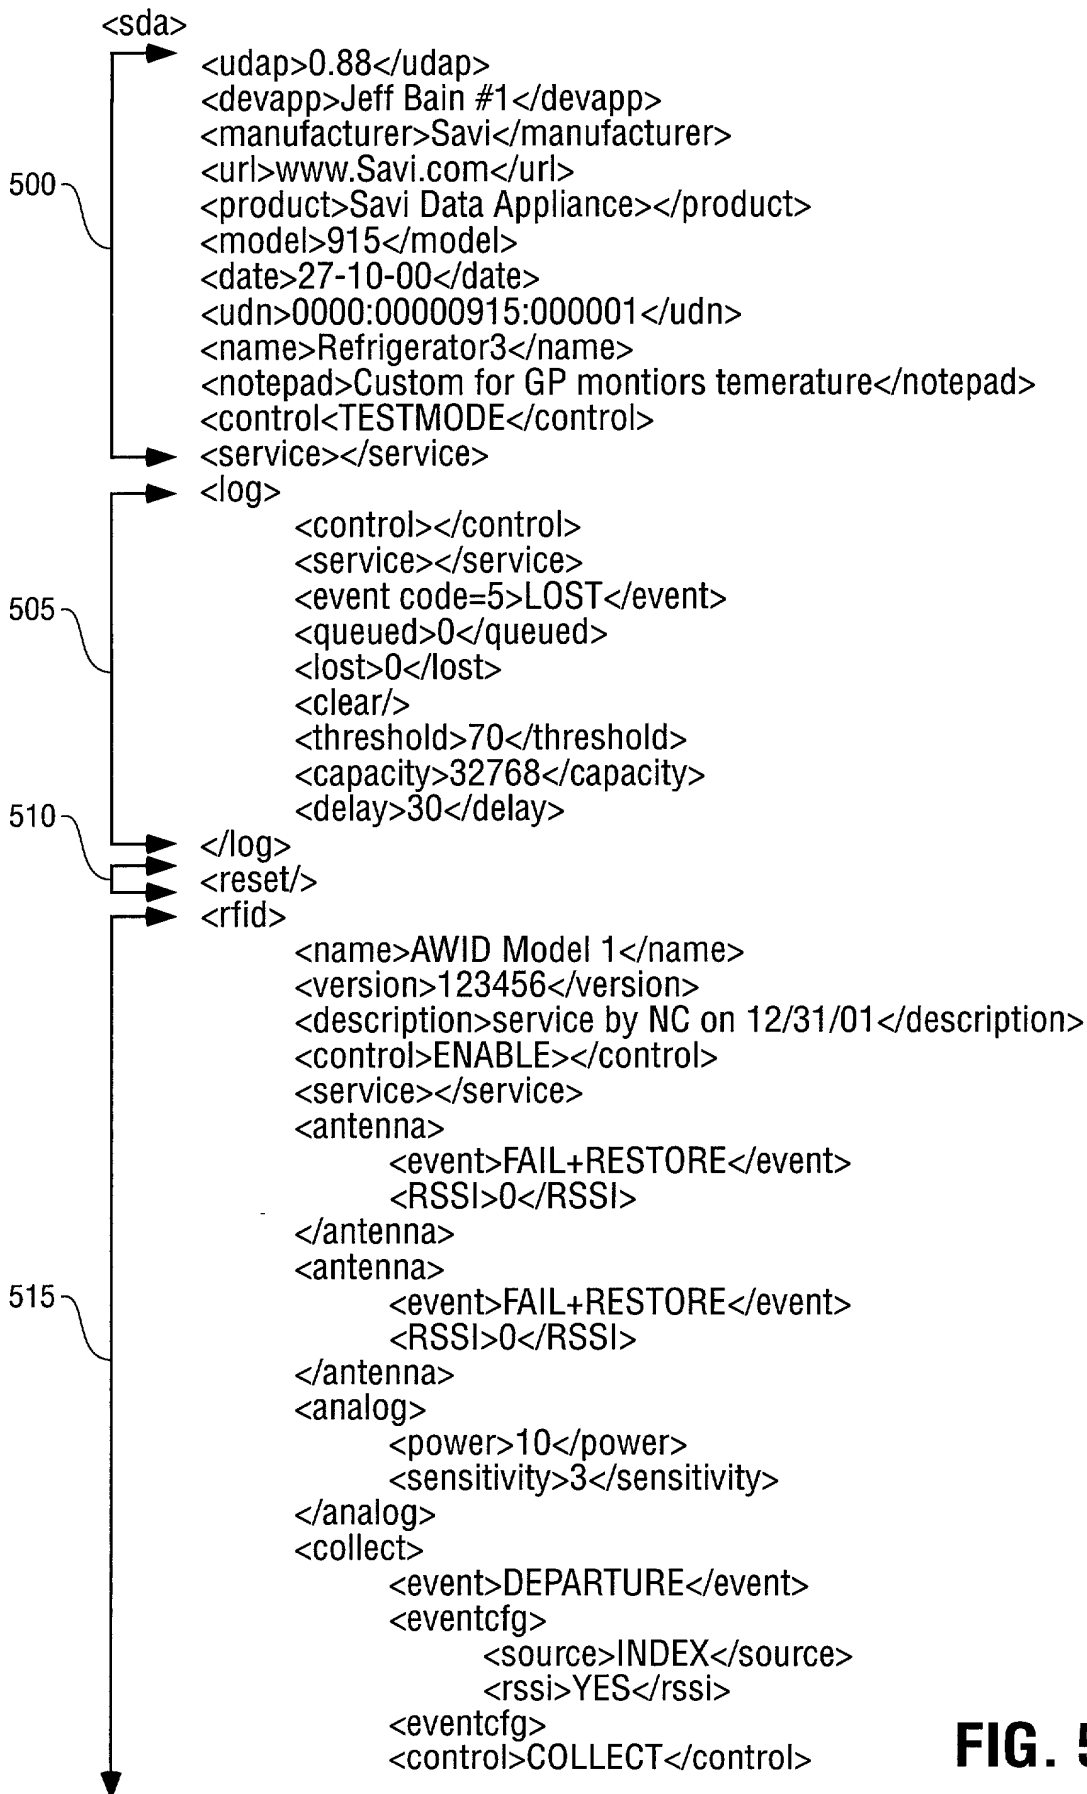 <sda>
<udap>0.88</udap>
<devapp>Jeff Bain #1</devapp>
<manufacturer>Savi</manufacturer>
<url>www.Savi.com</url>
500
<product>Savi Data Appliance></product>
<model>915</model>
<date>27-10-00</date>
<udn>0000:00000915:000001</udn>
<name>Refrigerator3</name>
<notepad>Custom for GP montiors temerature</notepad>
<control<TESTMODE</control>
<service></service>
<log>
<control></control>
<service></service>
<event code=5>LOST</event>
505
<queued>0</queued>
<lost>0</lost>
<clear/>
<threshold>70</threshold>
<capacity>32768</capacity>
<delay>30</delay>
510
</log>
<reset/>
<rfid>
<name>AWID Model 1</name>
<version>123456</version>
<description>service by NC on 12/31/01</description>
<control>ENABLE></control>
<service></service>
<antenna>
<event>FAIL+RESTORE</event>
<RSSI>0</RSSI>
</antenna>
<antenna>
515
<event>FAIL+RESTORE</event>
<RSSI>0</RSSI>
</antenna>
<analog>
<power>10</power>
<sensitivity>3</sensitivity>
</analog>
<collect>
<event>DEPARTURE</event>
<eventcfg>
<source>INDEX</source>
<rssi>YES</rssi>
<eventcfg>
<control>COLLECT</control>
FIG. 5